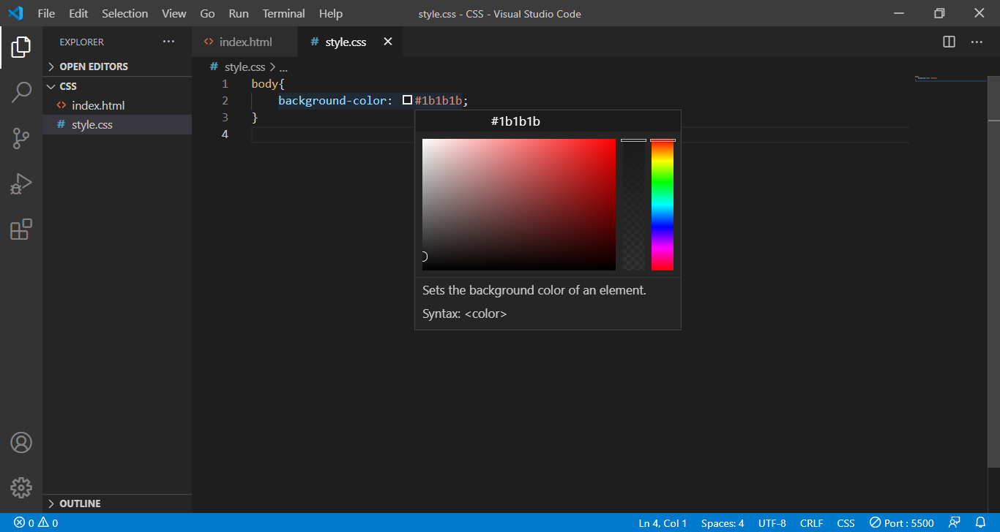 File Edit Selection View Go Run Terminal Help
style.css - CSS - Visual Studio Code
EXPLORER
OPEN EDITORS
CSS
index.html
style.css
OUTLINE
index.html
# style.css
# style.css > ...
1 body{
2 background-color: #1b1b1b;
3 }
4
#1b1b1b
Sets the background color of an element.
Syntax: <color>
0 0
Ln 4, Col 1 Spaces: 4 UTF-8 CRLF CSS Port : 5500